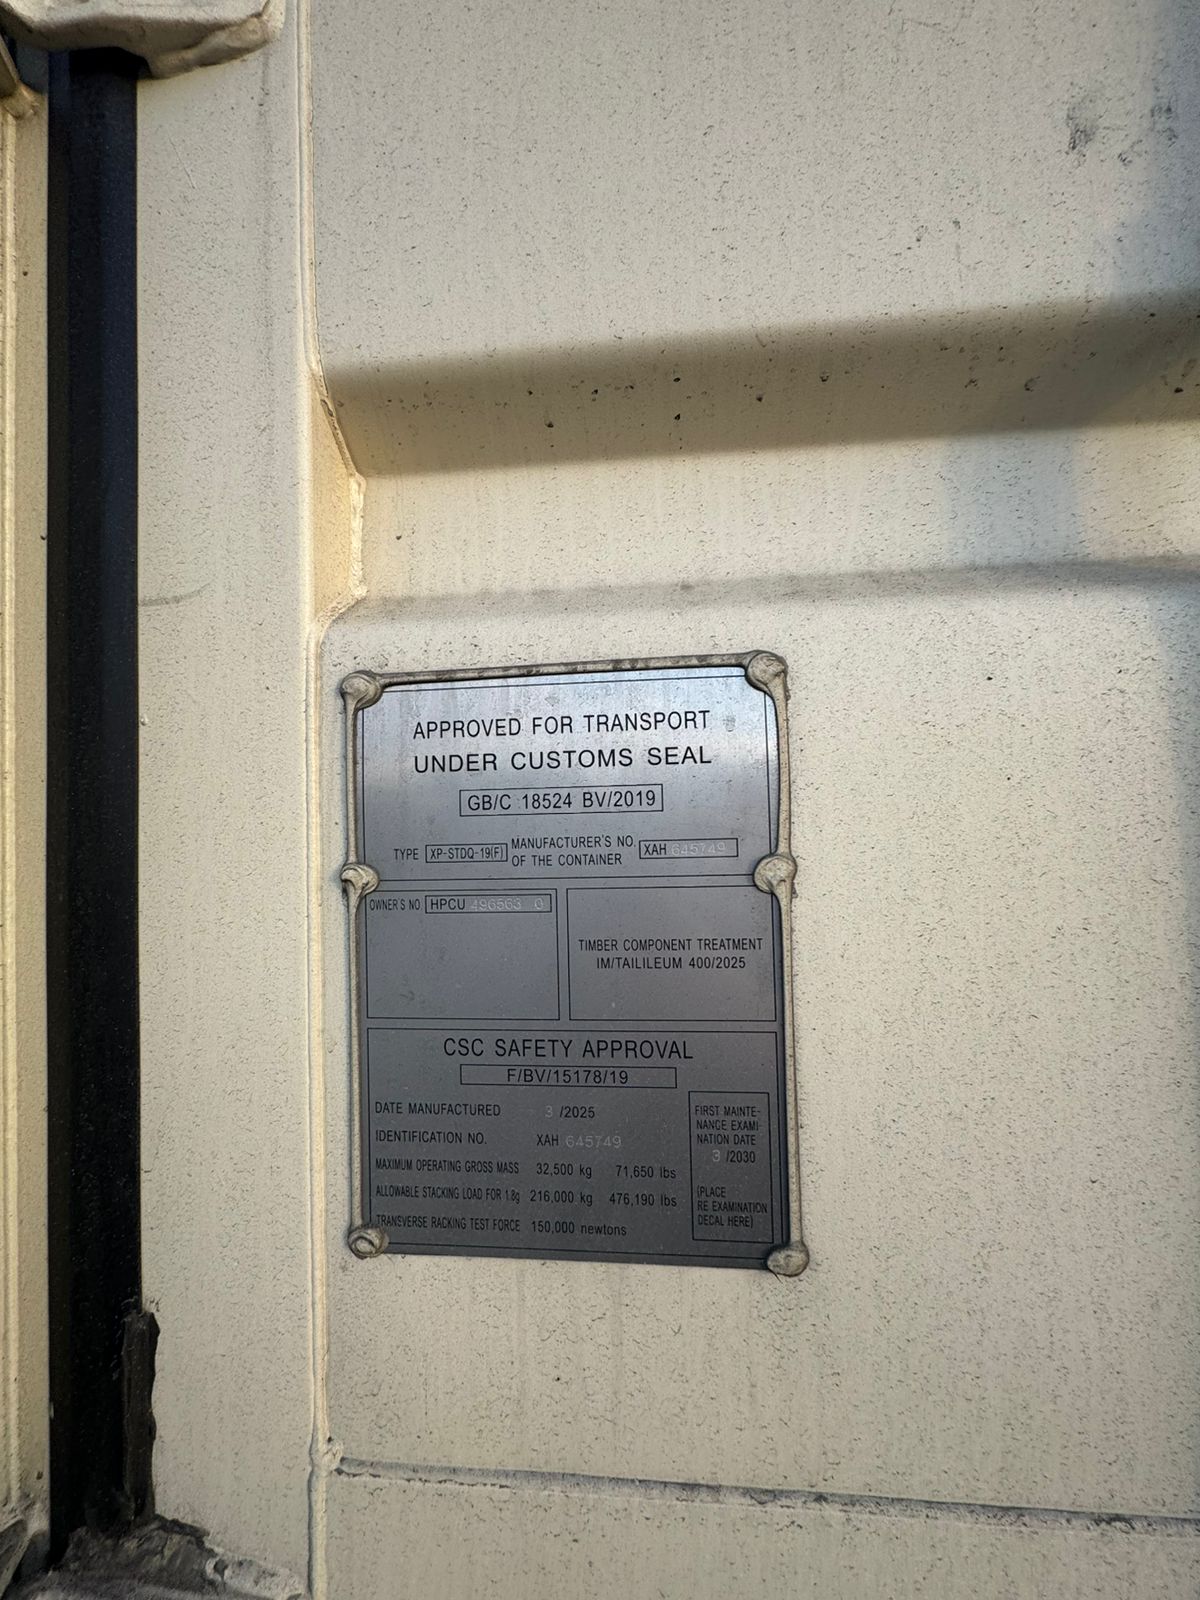 APPROVED FOR TRANSPORT
UNDER CUSTOMS SEAL
GB/C 18524 BV/2019
TYPE XP-STDQ-19(F) MANUFACTURER'S NO. OF THE CONTAINER XAH 645749
OWNER'S NO HPCU 496563 0
TIMBER COMPONENT TREATMENT
IM/TAILILEUM 400/2025
CSC SAFETY APPROVAL
F/BV/15178/19
DATE MANUFACTURED 3 /2025
IDENTIFICATION NO. XAH 645749
MAXIMUM OPERATING GROSS MASS 32,500 kg 71,650 lbs
ALLOWABLE STACKING LOAD FOR 1.8g 216,000 kg 476,190 lbs
TRANSVERSE RACKING TEST FORCE 150,000 newtons
FIRST MAINTE-
NANCE EXAMI-
NATION DATE
3 /2030
(PLACE
RE EXAMINATION
DECAL HERE)